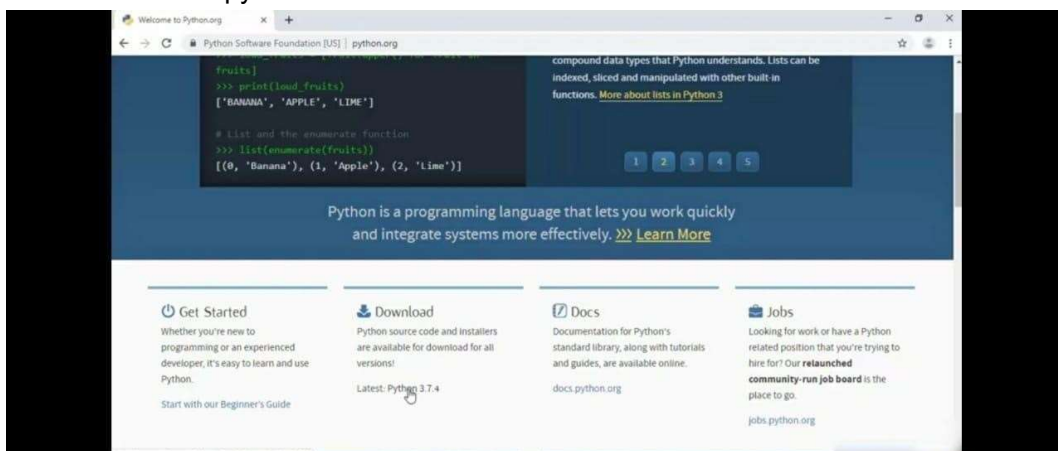 Welcome to Python.org
Python Software Foundation [US] | python.org
fruits]
>>> print(loud_fruits)
['BANANA', 'APPLE', 'LIME']
# List and the enumerate function
>>> list(enumerate(fruits))
[(0, 'Banana'), (1, 'Apple'), (2, 'Lime')]
compound data types that Python understands. Lists can be
indexed, sliced and manipulated with other built-in
functions. More about lists in Python 3
1 2 3 4 5
Python is a programming language that lets you work quickly
and integrate systems more effectively. >>> Learn More
Get Started
Whether you're new to
programming or an experienced
developer, it's easy to learn and use
Python.
Start with our Beginner's Guide
Download
Python source code and installers
are available for download for all
versions!
Latest: Python 3.7.4
Docs
Documentation for Python's
standard library, along with tutorials
and guides, are available online.
docs.python.org
Jobs
Looking for work or have a Python
related position that you're trying to
hire for? Our relaunched
community-run job board is the
place to go.
jobs.python.org